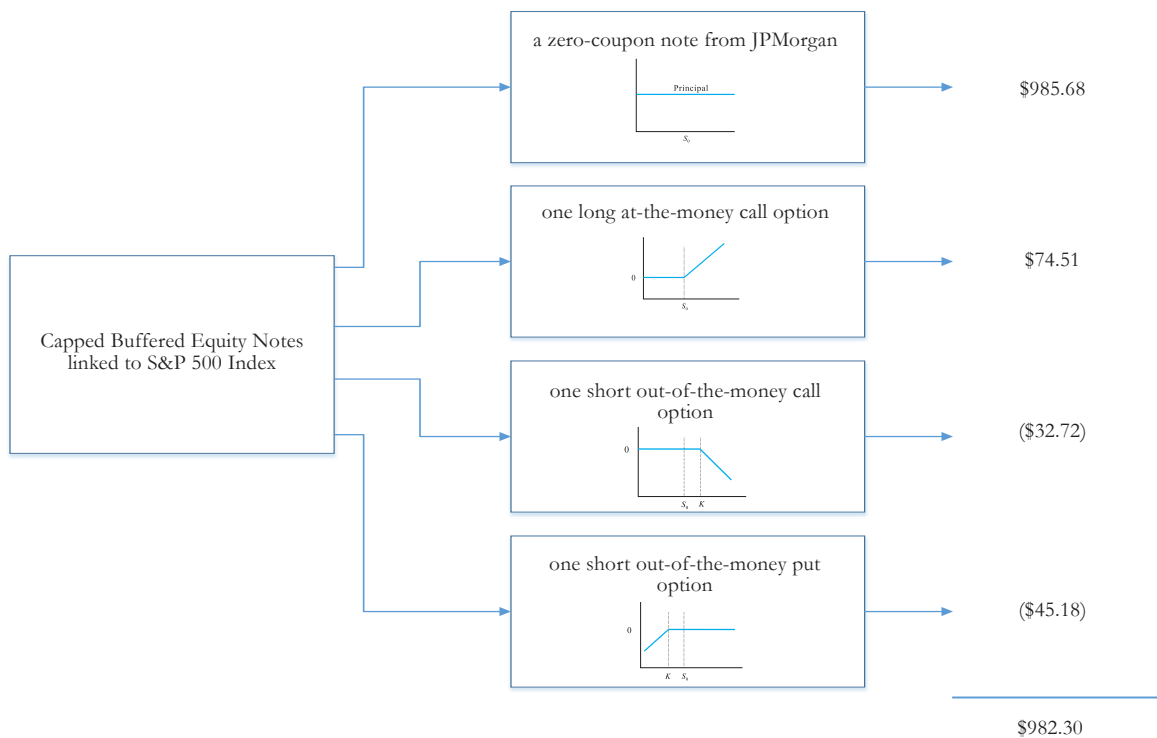 a zero-coupon note from JPMorgan
Principal
S₀
$985.68
one long at-the-money call option
0
S₀
$74.51
Capped Buffered Equity Notes
linked to S&P 500 Index
one short out-of-the-money call
option
0
S₀ K
($32.72)
one short out-of-the-money put
option
0
K S₀
($45.18)
$982.30